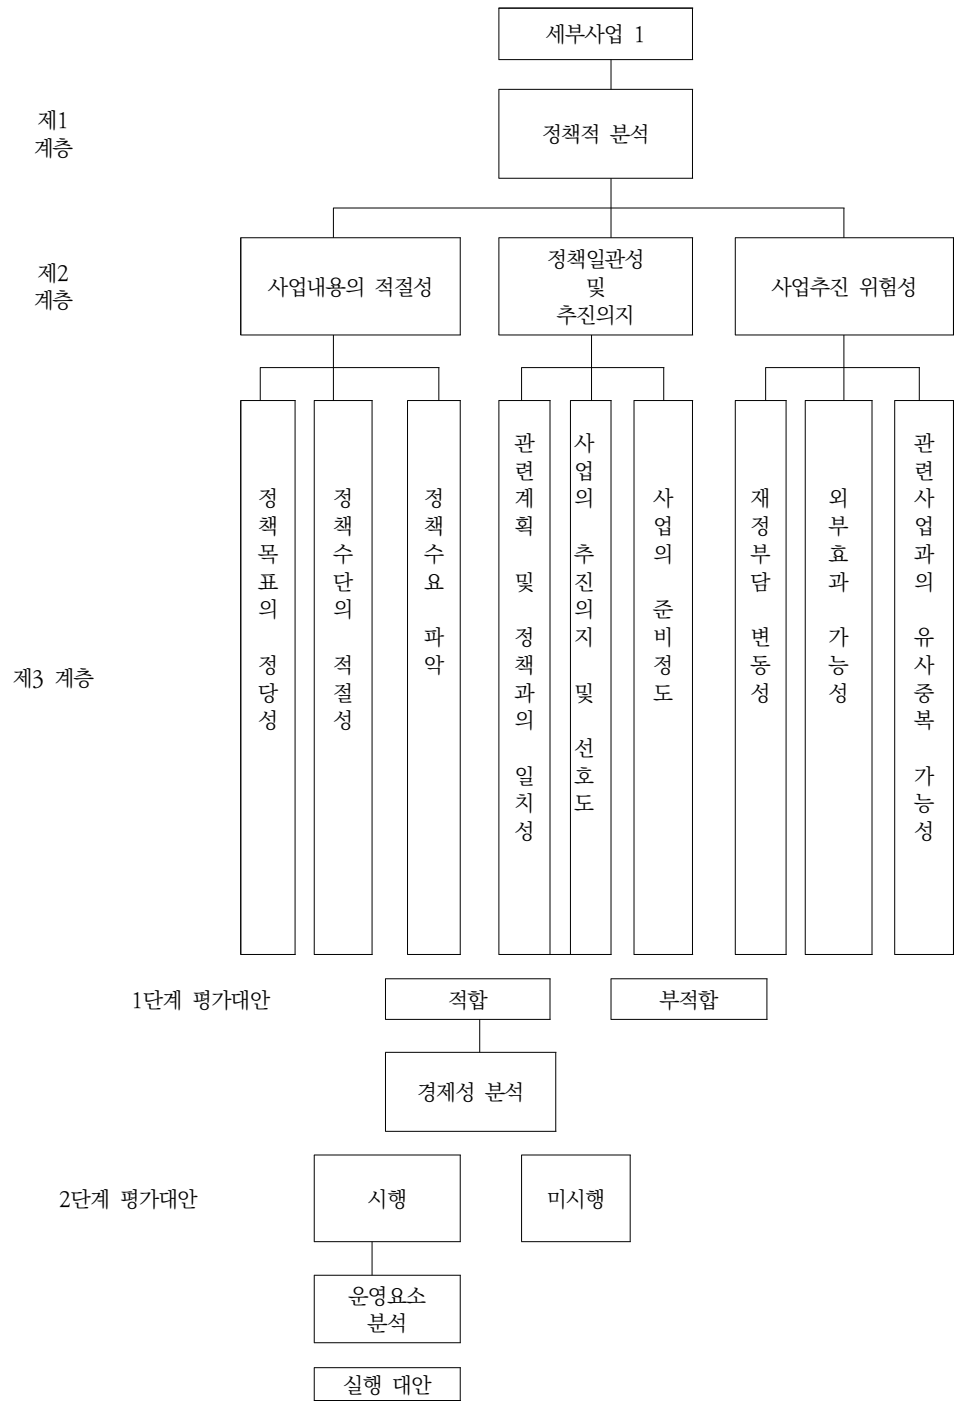 세부사업 1
제1
계층
정책적 분석
제2
계층
사업내용의 적절성
정책일관성
및
추진의지
사업추진 위험성
제3 계층
정책목표의 정당성
정책수단의 적절성
정책수요 파악
관련계획 및 정책과의 일치성
사업의 추진의지 및 선호도
사업의 준비정도
재정부담 변동성
외부효과 가능성
관련사업과의 유사중복 가능성
1단계 평가대안
적합
부적합
경제성 분석
2단계 평가대안
시행
미시행
운영요소
분석
실행 대안